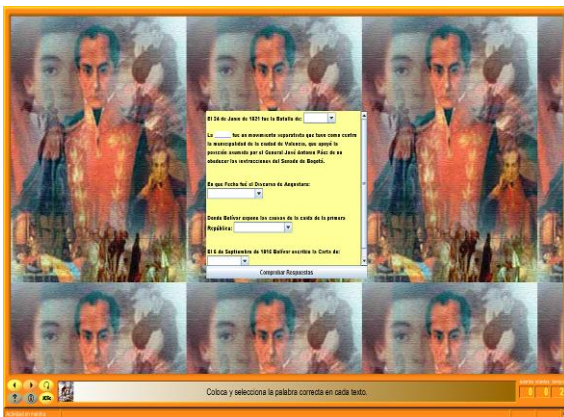 El 24 de Junio de 1821 fue la Batalla de:
La ______ fue un movimiento separatista que tuvo como centro
la municipalidad de la ciudad de Valencia, que apoyó la
posición asumida por el General José Antonio Páez de no
obedecer las instrucciones del Senado de Bogotá.
En que Fecha fué el Discurso de Angostura:
Donde Bolívar expone las causas de la caida de la primera
República:
El 6 de Septiembre de 1815 Bolívar escribía la Carta de:
Comprobar Respuestas
Coloca y selecciona la palabra correcta en cada texto.